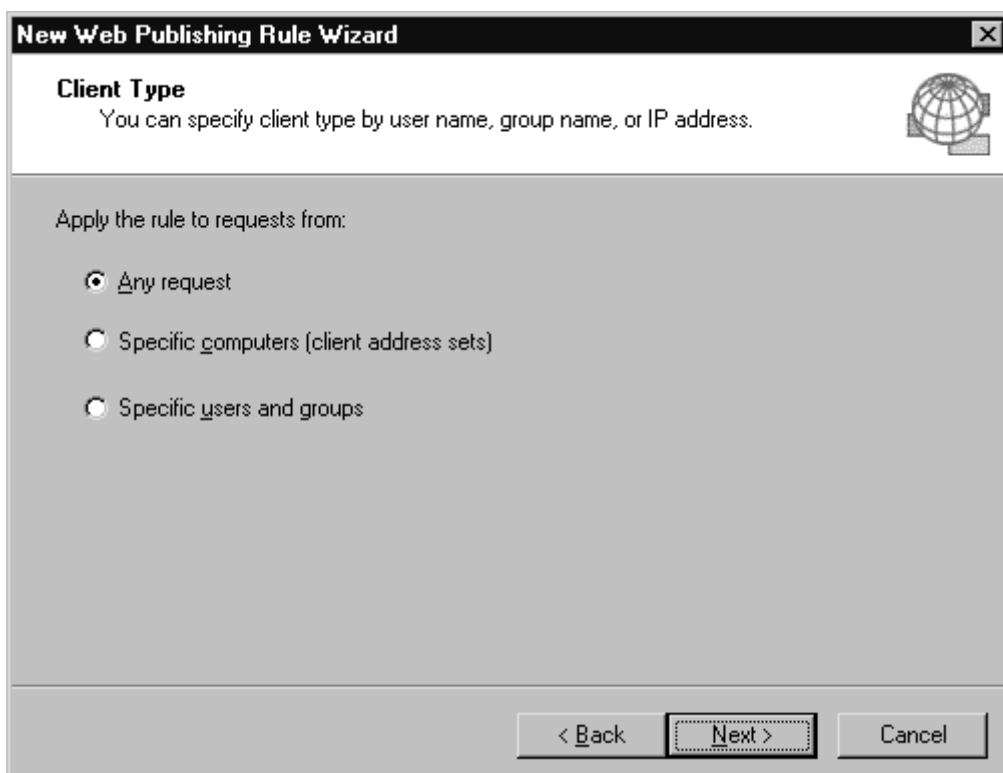 New Web Publishing Rule Wizard
Client Type
You can specify client type by user name, group name, or IP address.
Apply the rule to requests from:
Any request
Specific computers (client address sets)
Specific users and groups
< Back Next > Cancel